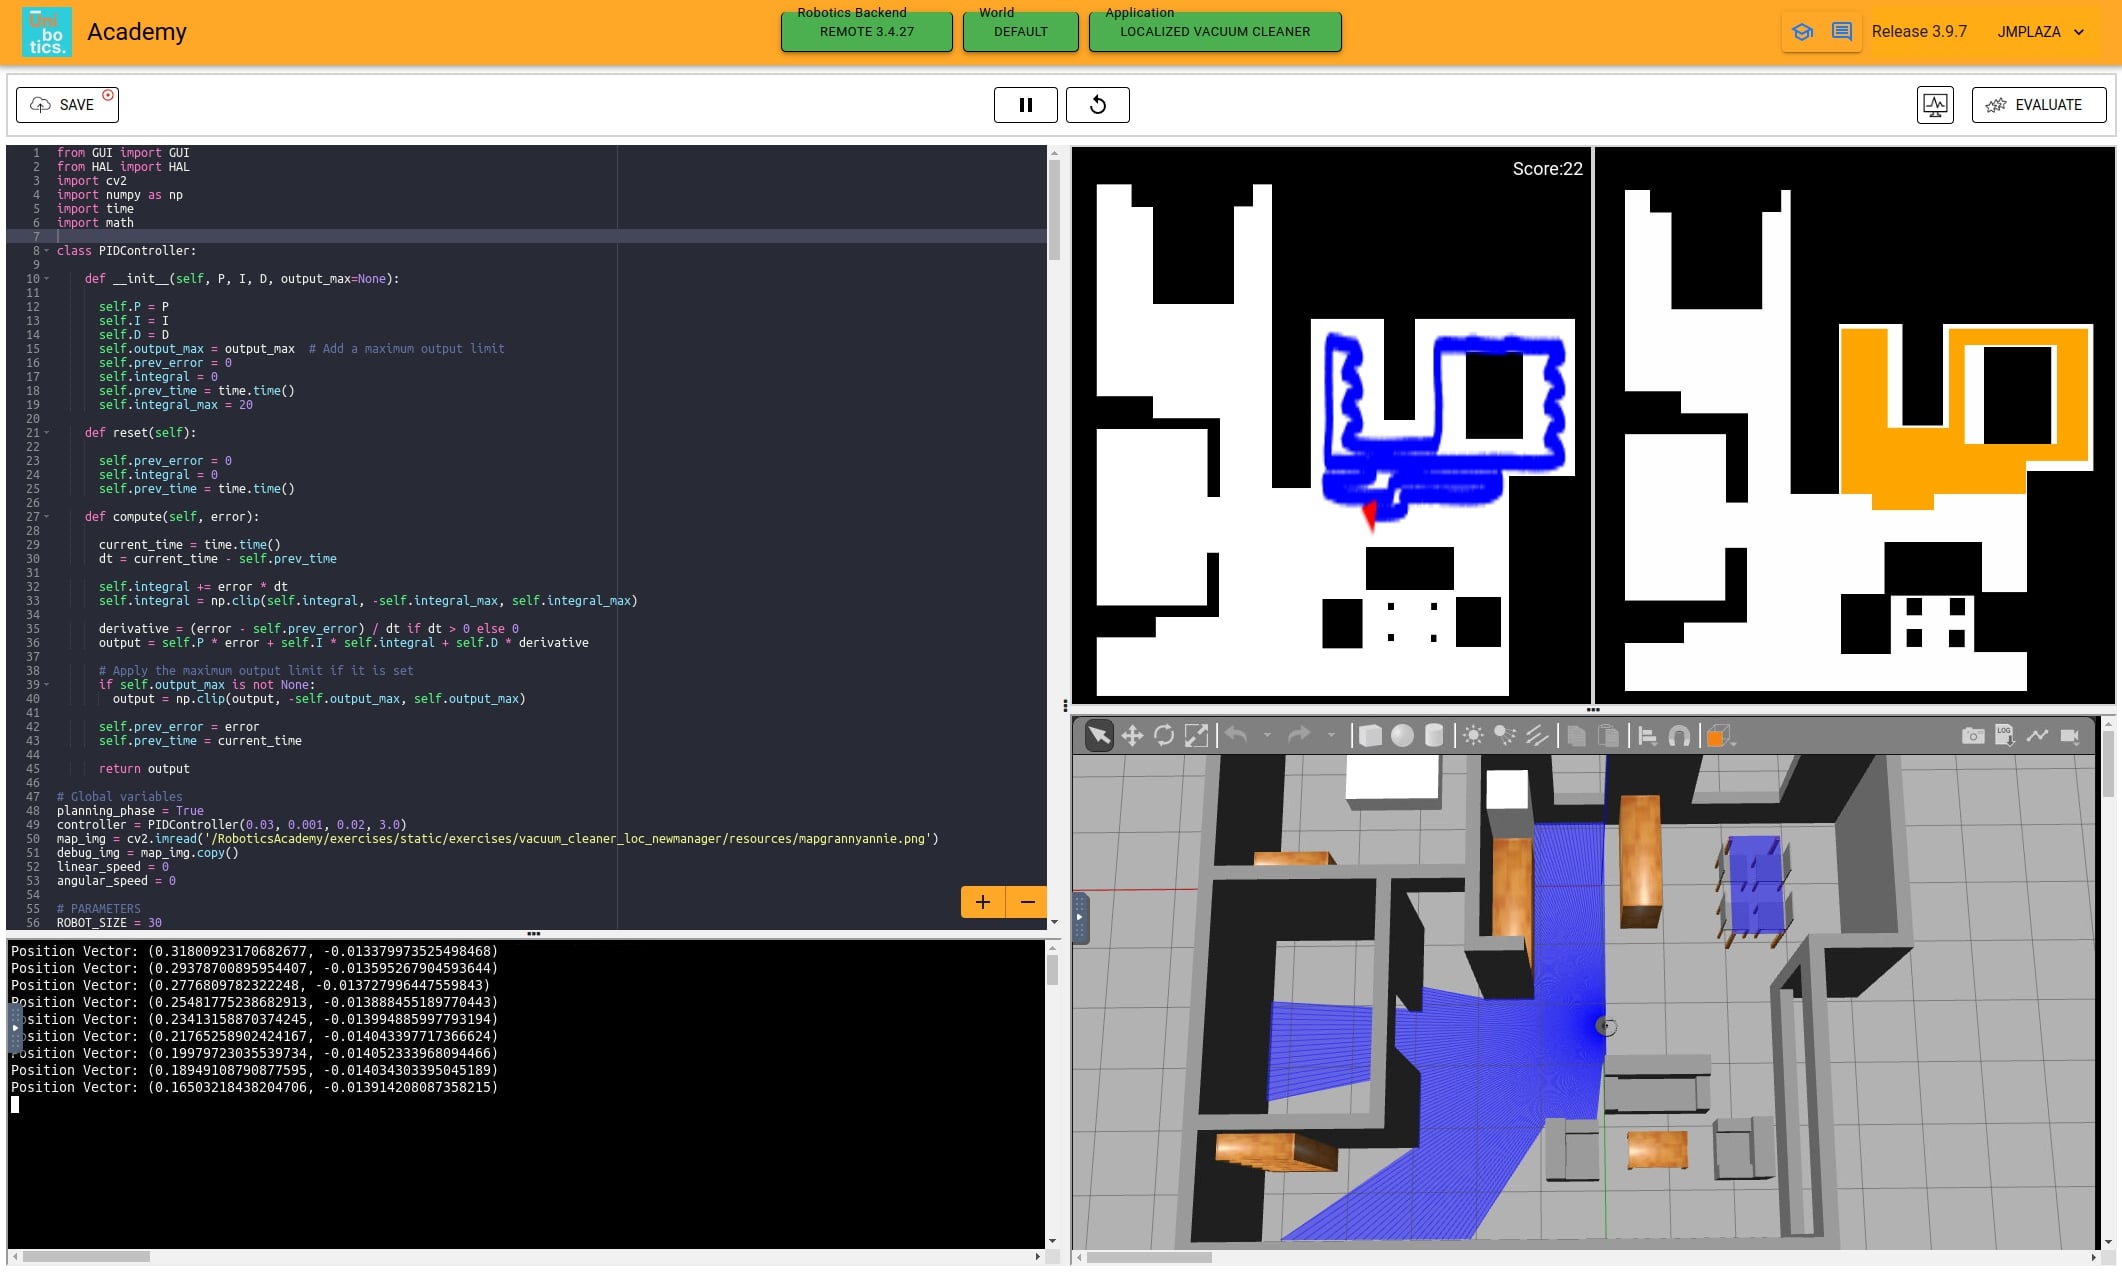 Uni
bo
tics.
Academy
Robotics Backend
REMOTE 3.4.27
World
DEFAULT
Application
LOCALIZED VACUUM CLEANER
Release 3.9.7
JMPLAZA
SAVE
EVALUATE
1 from GUI import GUI
2 from HAL import HAL
3 import cv2
4 import numpy as np
5 import time
6 import math
7
8 class PIDController:
9
10 def __init__(self, P, I, D, output_max=None):
11
12 self.P = P
13 self.I = I
14 self.D = D
15 self.output_max = output_max  # Add a maximum output limit
16 self.prev_error = 0
17 self.integral = 0
18 self.prev_time = time.time()
19 self.integral_max = 20
20
21 def reset(self):
22
23 self.prev_error = 0
24 self.integral = 0
25 self.prev_time = time.time()
26
27 def compute(self, error):
28
29 current_time = time.time()
30 dt = current_time - self.prev_time
31
32 self.integral += error * dt
33 self.integral = np.clip(self.integral, -self.integral_max, self.integral_max)
34
35 derivative = (error - self.prev_error) / dt if dt > 0 else 0
36 output = self.P * error + self.I * self.integral + self.D * derivative
37
38 # Apply the maximum output limit if it is set
39 if self.output_max is not None:
40 output = np.clip(output, -self.output_max, self.output_max)
41
42 self.prev_error = error
43 self.prev_time = current_time
44
45 return output
46
47 # Global variables
48 planning_phase = True
49 controller = PIDController(0.03, 0.001, 0.02, 3.0)
50 map_img = cv2.imread('/RoboticsAcademy/exercises/static/exercises/vacuum_cleaner_loc_newmanager/resources/mapgrannyannie.png')
51 debug_img = map_img.copy()
52 linear_speed = 0
53 angular_speed = 0
54
55 # PARAMETERS
56 ROBOT_SIZE = 30
Position Vector: (0.31800923170682677, -0.013379973525498468)
Position Vector: (0.29378700895954407, -0.013595267904593644)
Position Vector: (0.2776809782322248, -0.013727996447559843)
Position Vector: (0.25481775238682913, -0.013888455189770443)
Position Vector: (0.23413158870374245, -0.013994885997793194)
Position Vector: (0.21765258902424167, -0.014043397717366624)
Position Vector: (0.19979723035539734, -0.014052333968094466)
Position Vector: (0.18949108790877595, -0.014034303395045189)
Position Vector: (0.16503218438204706, -0.013914208087358215)
Score:22
LOG